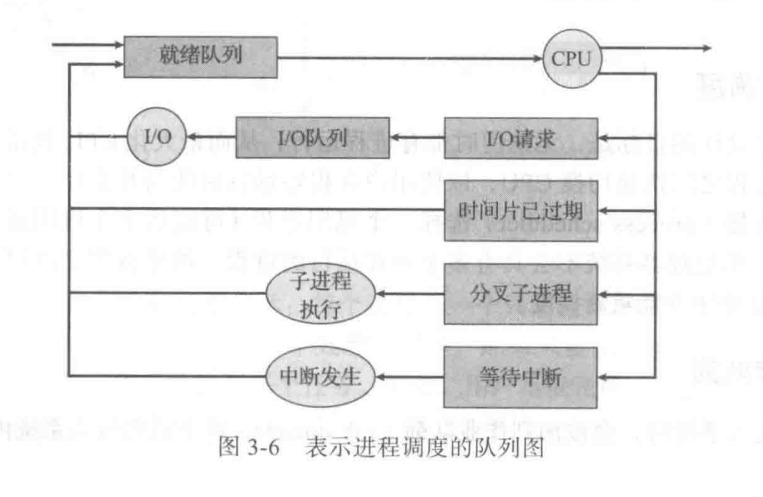 就绪队列
CPU
I/O
I/O队列
I/O请求
时间片已过期
子进程
执行
分叉子进程
中断发生
等待中断
图 3-6 表示进程调度的队列图